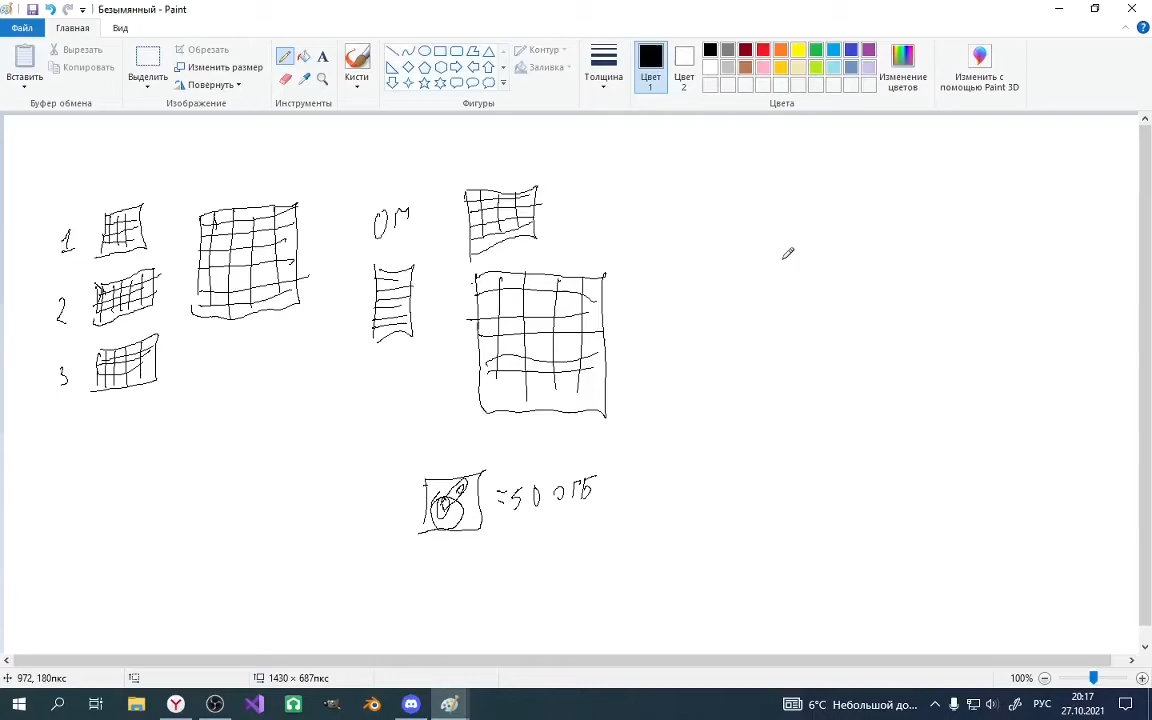 Безымянный - Paint
Файл Главная Вид
Вставить
Вырезать
Копировать
Буфер обмена
Выделить
Обрезать
Изменить размер
Повернуть
Изображение
Инструменты
Кисти
Фигуры
Контур
Заливка
Толщина
Цвет 1
Цвет 2
Цвета
Изменение цветов
Изменить с помощью Paint 3D
1
2
3
ОП
= 500 ГБ
972, 180пкс
1430 × 687пкс
100%
6°C Небольшой до...
РУС
20:17
27.10.2021